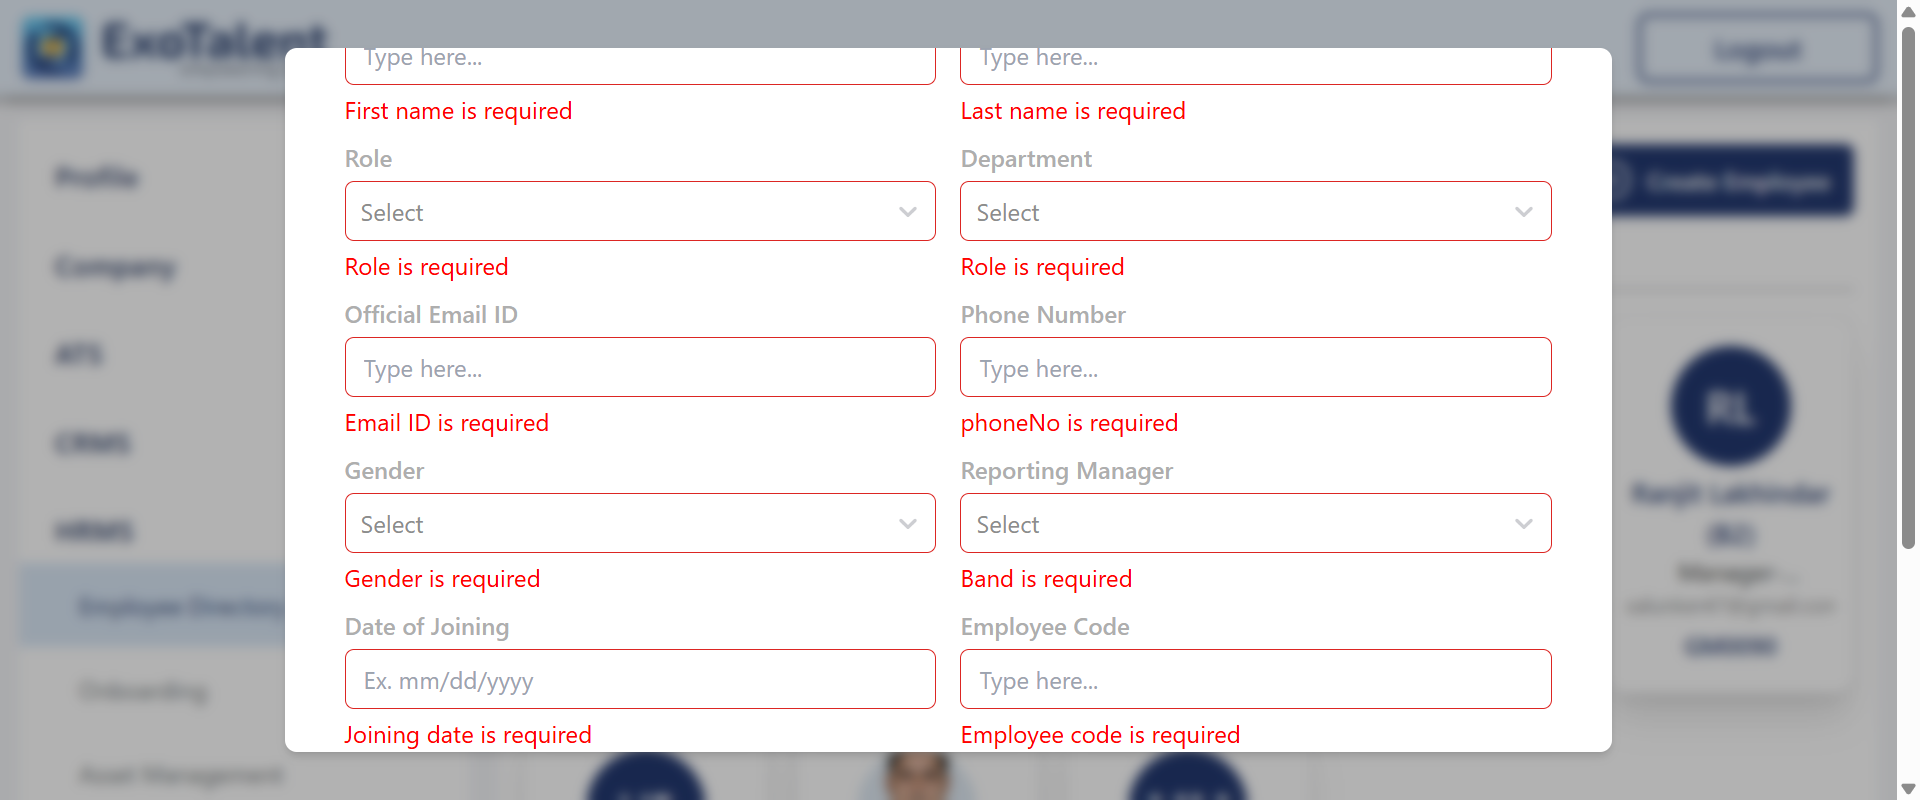 ExoTalent
Logout
Type here...
Type here...
First name is required
Last name is required
Role
Department
Profile
Create Employee
Select
Select
Company
Role is required
Role is required
Official Email ID
Phone Number
ATS
Type here...
Type here...
RL
CRMS
Email ID is required
phoneNo is required
Gender
Reporting Manager
Ranjit Lakhindar
(B2)
HRMS
Select
Select
Manager-...
Gender is required
Band is required
Employee Directory
Date of Joining
Employee Code
Onboarding
Ex. mm/dd/yyyy
Type here...
Joining date is required
Employee code is required
Asset Management